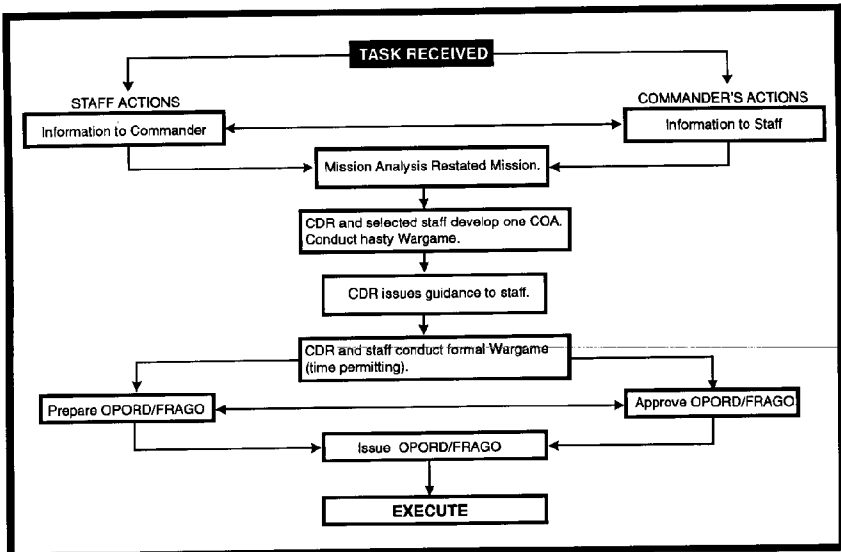 TASK RECEIVED
STAFF ACTIONS
COMMANDER'S ACTIONS
Information to Commander
Information to Staff
Mission Analysis Restated Mission.
CDR and selected staff develop one COA.
Conduct hasty Wargame.
CDR issues guidance to staff.
CDR and staff conduct formal Wargame
(time permitting).
Prepare OPORD/FRAGO
Approve OPORD/FRAGO
Issue OPORD/FRAGO
EXECUTE